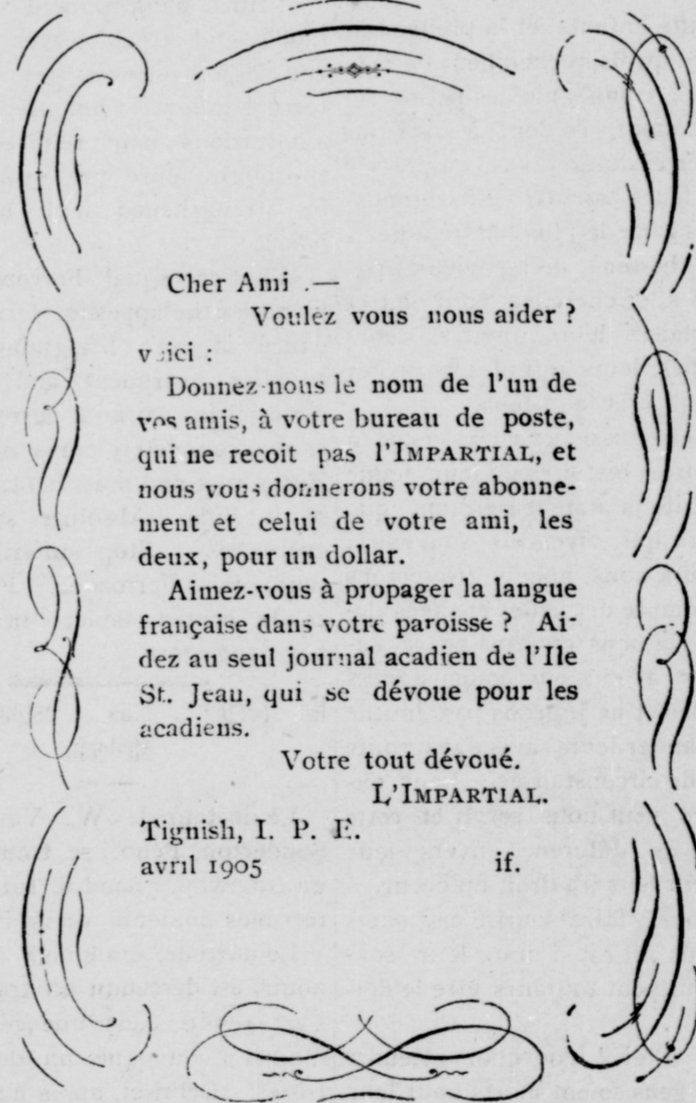 Cher Ami .—
Voulez vous nous aider ?
voici :
Donnez nous le nom de l'un de
vos amis, à votre bureau de poste,
qui ne recoit pas l'IMPARTIAL, et
nous vous donnerons votre abonne-
ment et celui de votre ami, les
deux, pour un dollar.
Aimez-vous à propager la langue
française dans votre paroisse ? Ai-
dez au seul journal acadien de l'Ile
St. Jean, qui se dévoue pour les
acadiens.
Votre tout dévoué.
L'IMPARTIAL.
Tignish, I. P. E.
avril 1905 if.